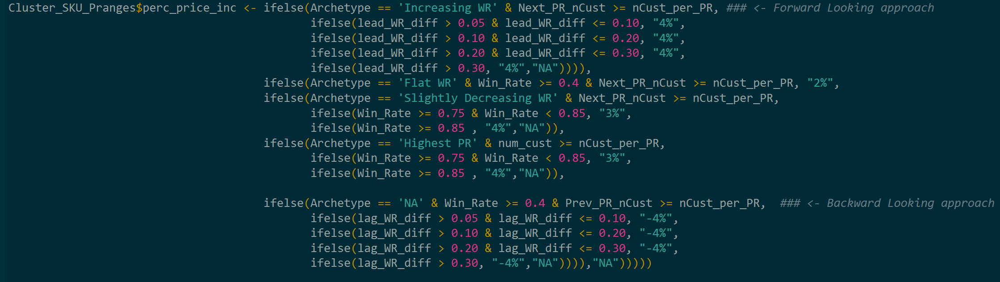 Cluster_SKU_Pranges$perc_price_inc <- ifelse(Archetype == 'Increasing WR' & Next_PR_nCust >= nCust_per_PR, ### <- Forward Looking approach
ifelse(lead_WR_diff > 0.05 & lead_WR_diff <= 0.10, "4%",
ifelse(lead_WR_diff > 0.10 & lead_WR_diff <= 0.20, "4%",
ifelse(lead_WR_diff > 0.20 & lead_WR_diff <= 0.30, "4%",
ifelse(lead_WR_diff > 0.30, "4%","NA")))),
ifelse(Archetype == 'Flat WR' & Win_Rate >= 0.4 & Next_PR_nCust >= nCust_per_PR, "2%",
ifelse(Archetype == 'Slightly Decreasing WR' & Next_PR_nCust >= nCust_per_PR,
ifelse(Win_Rate >= 0.75 & Win_Rate < 0.85, "3%",
ifelse(Win_Rate >= 0.85 , "4%","NA")),
ifelse(Archetype == 'Highest PR' & num_cust >= nCust_per_PR,
ifelse(Win_Rate >= 0.75 & Win_Rate < 0.85, "3%",
ifelse(Win_Rate >= 0.85 , "4%","NA")),
ifelse(Archetype == 'NA' & Win_Rate >= 0.4 & Prev_PR_nCust >= nCust_per_PR, ### <- Backward Looking approach
ifelse(lag_WR_diff > 0.05 & lag_WR_diff <= 0.10, "-4%",
ifelse(lag_WR_diff > 0.10 & lag_WR_diff <= 0.20, "-4%",
ifelse(lag_WR_diff > 0.20 & lag_WR_diff <= 0.30, "-4%",
ifelse(lag_WR_diff > 0.30, "-4%","NA")))),"NA")))))